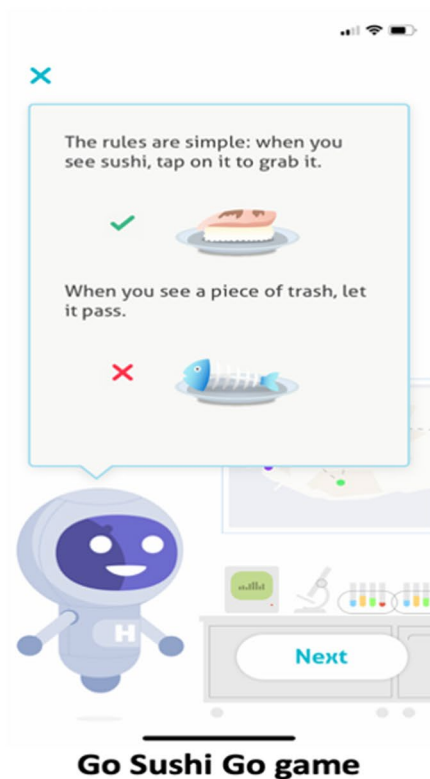 The rules are simple: when you
see sushi, tap on it to grab it.
When you see a piece of trash, let
it pass.
H
Next
Go Sushi Go game